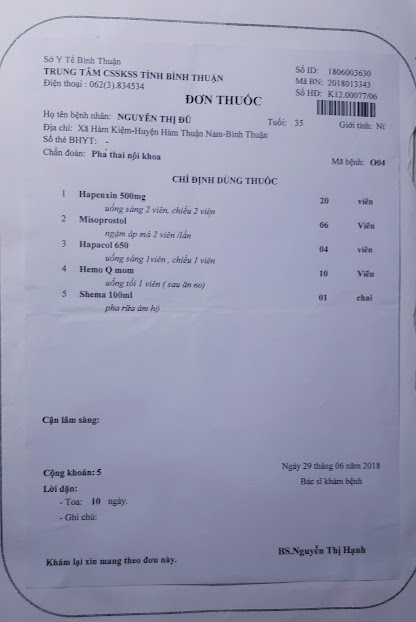 Sở Y Tế Bình Thuận
TRUNG TÂM CSSKSS TỈNH BÌNH THUẬN
Điện thoại : 062(3).834534
Số ID: 1806003630
Mã BN: 2018013343
Số HĐ: K12.00077/06
ĐƠN THUỐC
Họ tên bệnh nhân: NGUYỄN THỊ ĐỦ Tuổi: 35 Giới tính: Nữ
Địa chỉ: Xã Hàm Kiệm-Huyện Hàm Thuận Nam-Bình Thuận
Số thẻ BHYT: -
Chẩn đoán: Phá thai nội khoa Mã bệnh: O04
CHỈ ĐỊNH DÙNG THUỐC
1 Hapenxin 500mg 20 viên
uống sáng 2 viên, chiều 2 viên
2 Misoprostol 06 Viên
ngậm áp má 2 viên /lần
3 Hapacol 650 04 viên
uống sáng 1viên , chiều 1 viên
4 Hemo Q mom 10 Viên
uống tối 1 viên ( sau ăn no)
5 Shema 100ml 01 chai
pha rữa âm hộ
Cận lâm sàng:
Cộng khoản: 5
Ngày 29 tháng 06 năm 2018
Lời dặn:
Bác sĩ khám bệnh
- Toa: 10 ngày.
- Ghi chú:
BS.Nguyễn Thị Hạnh
Khám lại xin mang theo đơn này.